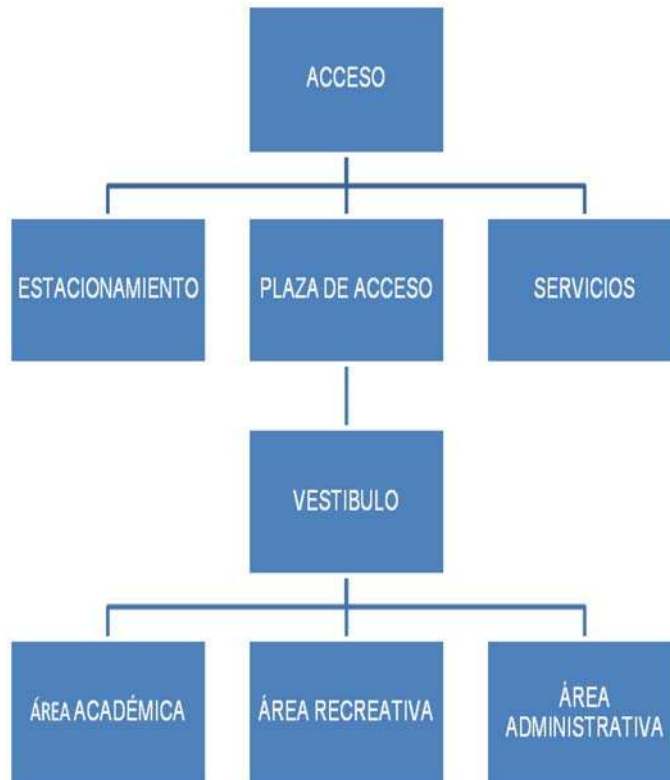 ACCESO
ESTACIONAMIENTO
PLAZA DE ACCESO
SERVICIOS
VESTIBULO
ÁREA ACADÉMICA
ÁREA RECREATIVA
ÁREA
ADMINISTRATIVA